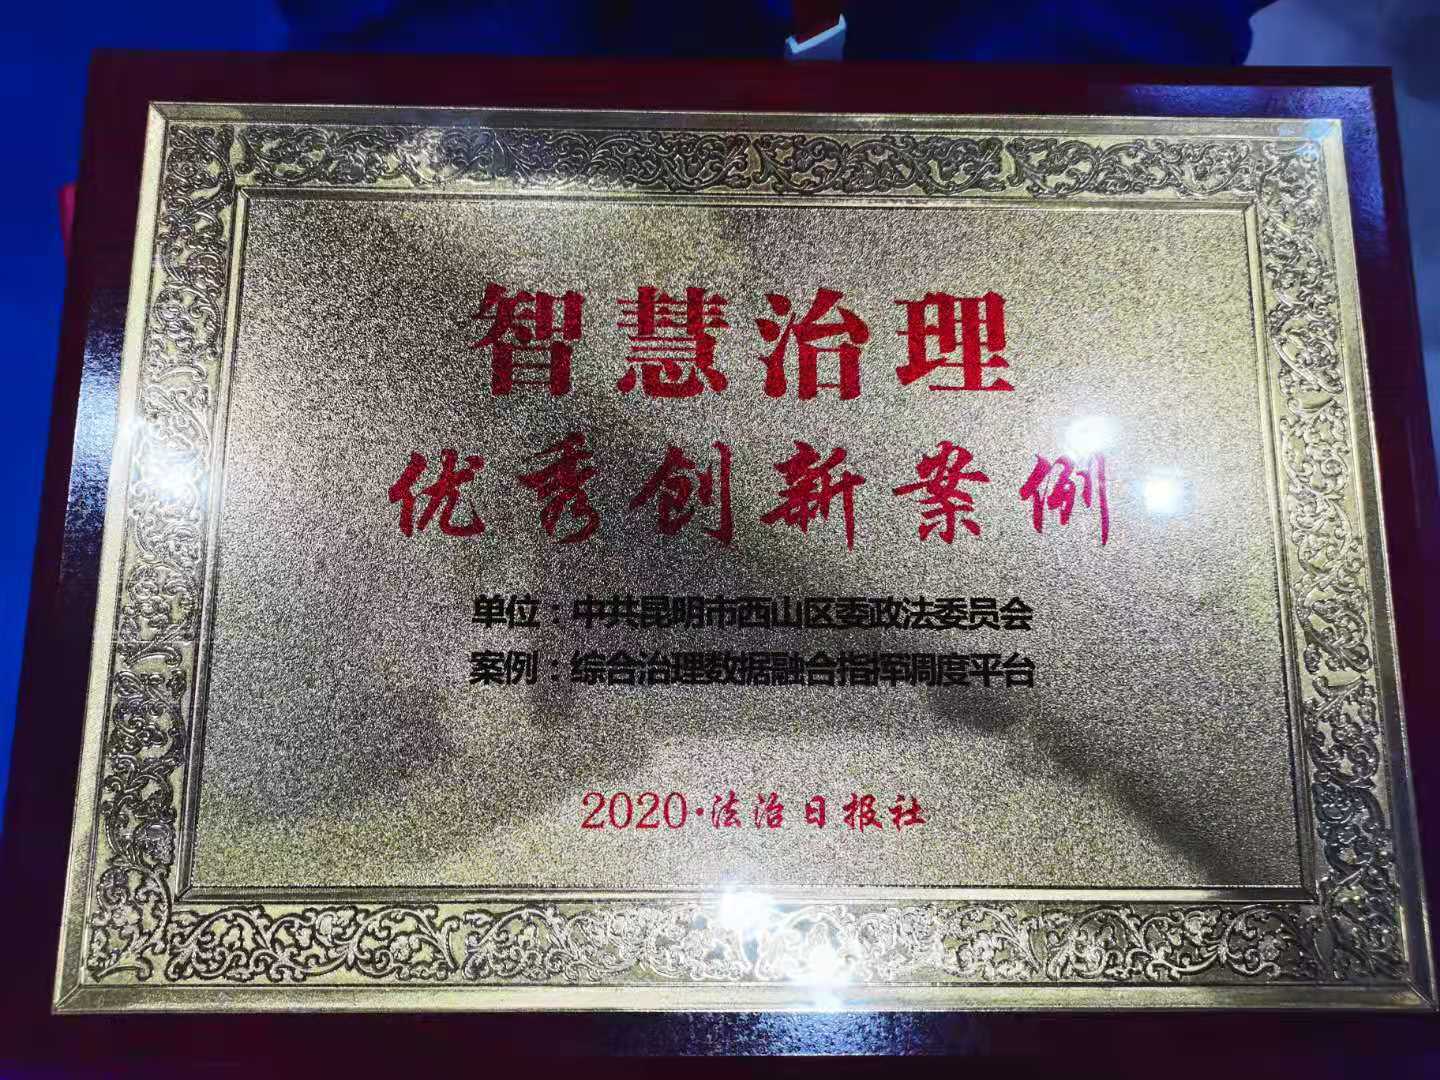 智慧治理
优秀创新案例
单位：中共昆明市西山区委政法委员会
案例：综合治理数据融合指挥调度平台
2020·法治日报社